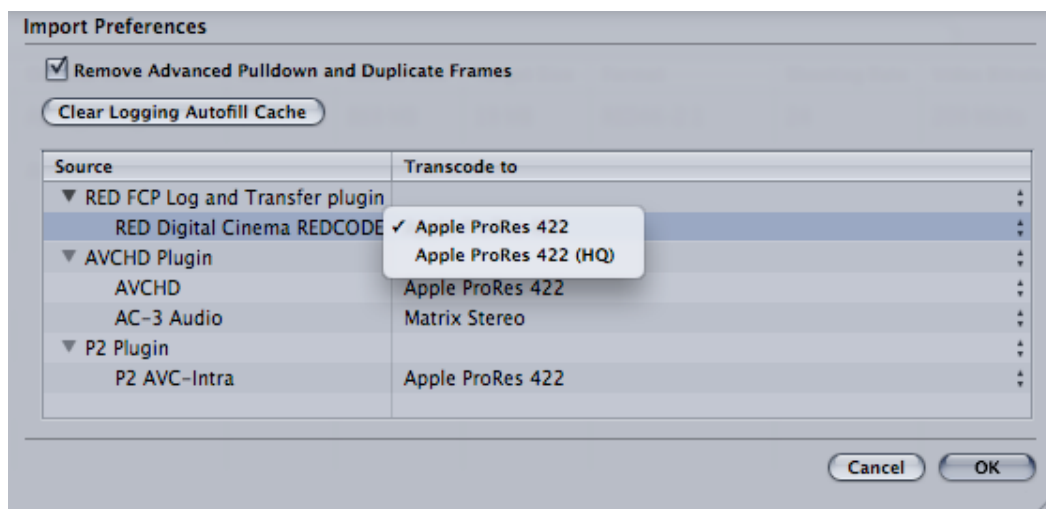 Import Preferences
Remove Advanced Pulldown and Duplicate Frames
Clear Logging Autofill Cache
Source Transcode to
RED FCP Log and Transfer plugin
RED Digital Cinema REDCODE ✓ Apple ProRes 422
Apple ProRes 422 (HQ)
AVCHD Plugin
AVCHD Apple ProRes 422
AC-3 Audio Matrix Stereo
P2 Plugin
P2 AVC-Intra Apple ProRes 422
Cancel OK